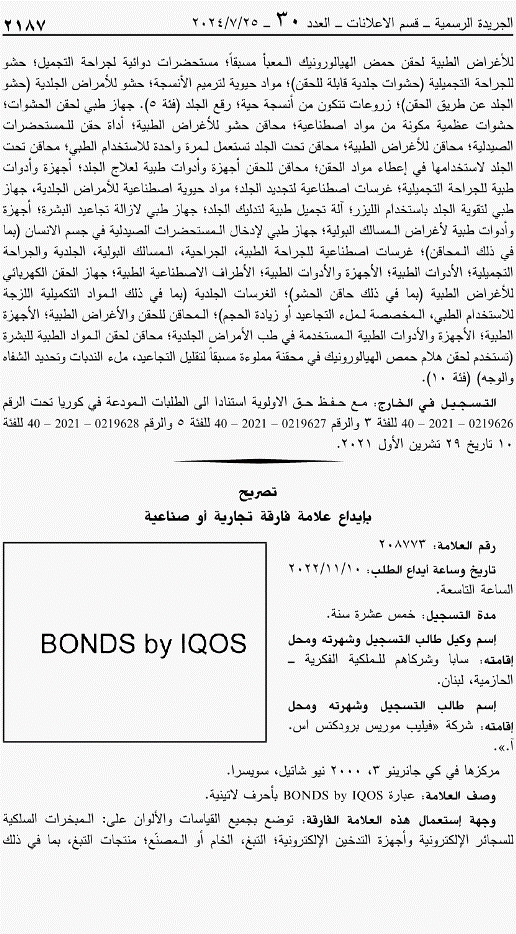 الجريدة الرسمية ــ قسم الاعلانات ــ العدد ٣٠ ــ ٢٠٢٤/٧/٢٥ ٢١٨٧
للأغراض الطبية لحقن حمض الهيالورونيك المعبأ مسبقاً؛ مستحضرات دوائية لجراحة التجميل؛ حشو
للجراحة التجميلية (حشوات جلدية قابلة للحقن)؛ مواد حيوية لترميم الأنسجة؛ حشو للأمراض الجلدية (حشو
الجلد عن طريق الحقن)؛ زروعات تتكون من أنسجة حية؛ رقع الجلد (فئة ٥). جهاز طبي لحقن الحشوات؛
حشوات عظمية مكونة من مواد اصطناعية؛ محاقن حشو للأغراض الطبية؛ أداة حقن للمستحضرات
الصيدلية؛ محاقن للأغراض الطبية؛ محاقن تحت الجلد تستعمل لمرة واحدة للاستخدام الطبي؛ محاقن تحت
الجلد لاستخدامها في إعطاء مواد الحقن؛ محاقن للحقن أجهزة وأدوات طبية لعلاج الجلد؛ أجهزة وأدوات
طبية للجراحة التجميلية؛ غرسات اصطناعية لتجديد الجلد؛ مواد حيوية اصطناعية للأمراض الجلدية، جهاز
طبي لتقوية الجلد باستخدام الليزر؛ آلة تجميل طبية لتدليك الجلد؛ جهاز طبي لازالة تجاعيد البشرة؛ أجهزة
وأدوات طبية لأغراض المسالك البولية؛ جهاز طبي لإدخال المستحضرات الصيدلية في جسم الانسان (بما
في ذلك المحاقن)؛ غرسات اصطناعية للجراحة الطبية، الجراحية، المسالك البولية، الجلدية والجراحة
التجميلية؛ الأدوات الطبية؛ الأجهزة والأدوات الطبية؛ الأطراف الاصطناعية الطبية؛ جهاز الحقن الكهربائي
للأغراض الطبية (بما في ذلك حاقن الحشو)؛ الغرسات الجلدية (بما في ذلك المواد التكميلية اللزجة
للاستخدام الطبي، المخصصة لملء التجاعيد أو زيادة الحجم)؛ المحاقن للحقن والأغراض الطبية؛ الأجهزة
الطبية؛ الأجهزة والأدوات الطبية المستخدمة في طب الأمراض الجلدية؛ محاقن لحقن المواد الطبية للبشرة
(تستخدم لحقن هلام حمص الهيالورونيك في محقنة مملوءة مسبقاً لتقليل التجاعيد، ملء الندبات وتحديد الشفاه
والوجه) (فئة ١٠).
التسجيل في الخارج: مع حفظ حق الاولوية استنادا الى الطلبات المودعة في كوريا تحت الرقم
40 – 2021 – 0219626 للفئة ٣ والرقم 40 – 2021 – 0219627 للفئة ٥ والرقم 40 – 2021 – 0219628 للفئة
١٠ تاريخ ٢٩ تشرين الأول ٢٠٢١.
تصريح
بإيداع علامة فارقة تجارية أو صناعية
رقم العلامة: ٢٠٨٧٧٣
تاريخ وساعة أيداع الطلب: ٢٠٢٢/١١/١٠
الساعة التاسعة.
مدة التسجيل: خمس عشرة سنة.
إسم وكيل طالب التسجيل وشهرته ومحل
إقامته: سابا وشركاهم للملكية الفكرية ــ
الحازمية، لبنان.
إسم طالب التسجيل وشهرته ومحل
إقامته: شركة «فيليب موريس برودكتس اس.
آ.».
BONDS by IQOS
مركزها في كي جانرينو ٣، ٢٠٠٠ نيو شاتيل، سويسرا.
وصف العلامة: عبارة BONDS by IQOS بأحرف لاتينية.
وجهة إستعمال هذه العلامة الفارقة: توضع بجميع القياسات والألوان على: المبخرات السلكية
للسجائر الإلكترونية وأجهزة التدخين الإلكترونية؛ التبغ، الخام أو المصنّع؛ منتجات التبغ، بما في ذلك